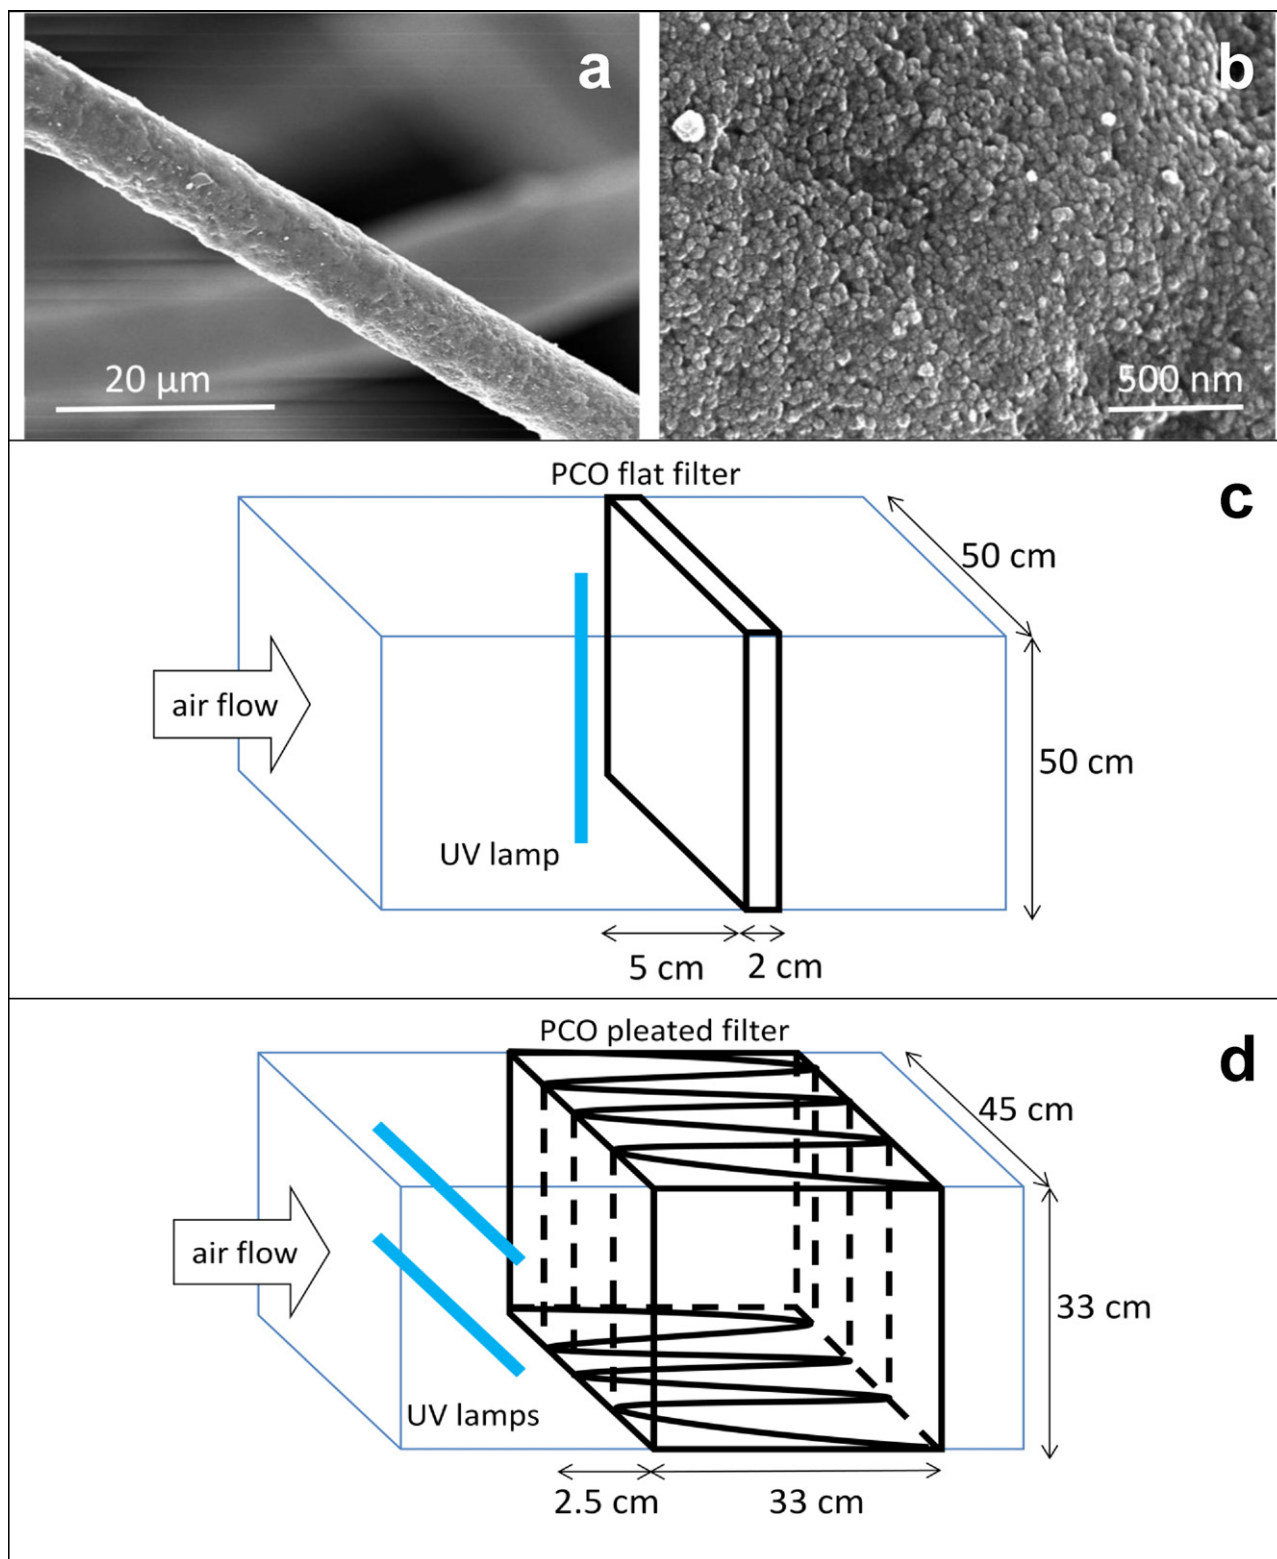 a
b
20 µm
500 nm
PCO flat filter
c
50 cm
air flow
50 cm
UV lamp
5 cm
2 cm
PCO pleated filter
d
45 cm
air flow
33 cm
UV lamps
2.5 cm
33 cm